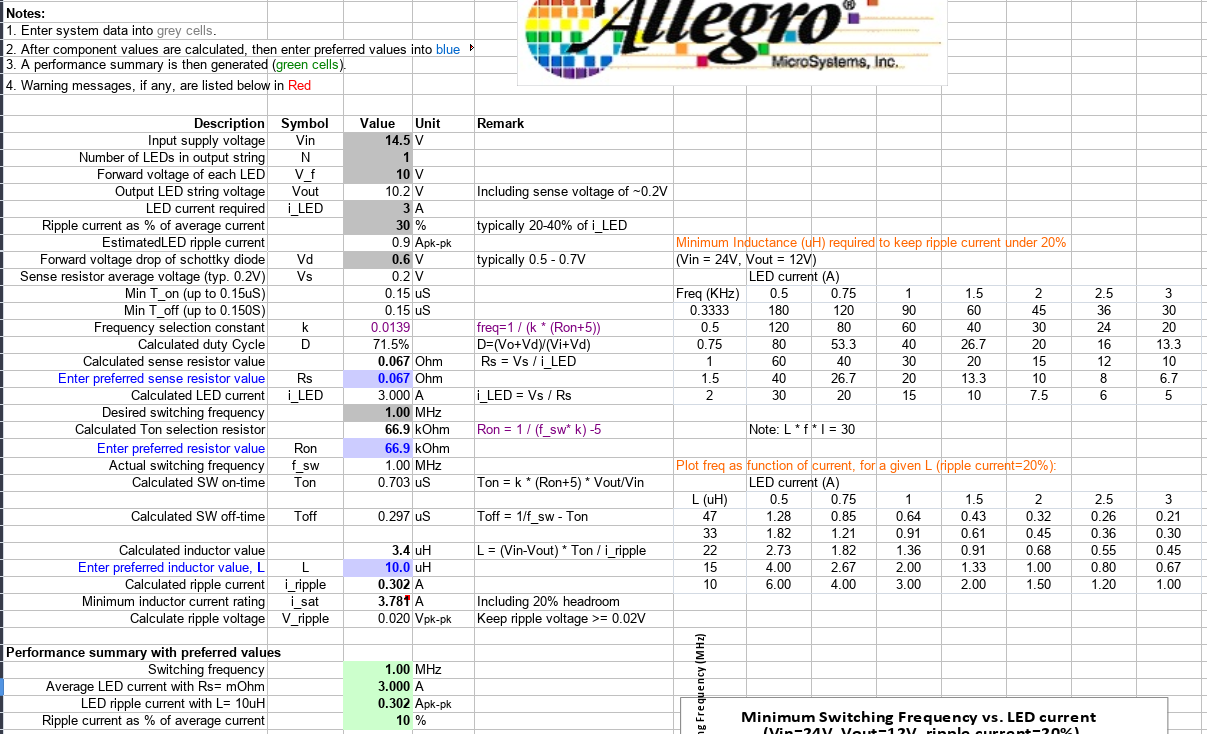 Notes:
1. Enter system data into grey cells.
2. After component values are calculated, then enter preferred values into blue
3. A performance summary is then generated (green cells).
4. Warning messages, if any, are listed below in Red
Allegro®
MicroSystems, Inc.
Description Symbol Value Unit Remark
Input supply voltage Vin 14.5 V
Number of LEDs in output string N 1
Forward voltage of each LED V_f 10 V
Output LED string voltage Vout 10.2 V Including sense voltage of ~0.2V
LED current required i_LED 3 A
Ripple current as % of average current 30 % typically 20-40% of i_LED
EstimatedLED ripple current 0.9 Apk-pk Minimum Inductance (uH) required to keep ripple current under 20%
Forward voltage drop of schottky diode Vd 0.6 V typically 0.5 - 0.7V (Vin = 24V, Vout = 12V)
Sense resistor average voltage (typ. 0.2V) Vs 0.2 V LED current (A)
Min T_on (up to 0.15uS) 0.15 uS Freq (KHz) 0.5 0.75 1 1.5 2 2.5 3
Min T_off (up to 0.150S) 0.15 uS 0.3333 180 120 90 60 45 36 30
Frequency selection constant k 0.0139 freq=1 / (k * (Ron+5)) 0.5 120 80 60 40 30 24 20
Calculated duty Cycle D 71.5% D=(Vo+Vd)/(Vi+Vd) 0.75 80 53.3 40 26.7 20 16 13.3
Calculated sense resistor value 0.067 Ohm Rs = Vs / i_LED 1 60 40 30 20 15 12 10
Enter preferred sense resistor value Rs 0.067 Ohm 1.5 40 26.7 20 13.3 10 8 6.7
Calculated LED current i_LED 3.000 A i_LED = Vs / Rs 2 30 20 15 10 7.5 6 5
Desired switching frequency 1.00 MHz
Calculated Ton selection resistor 66.9 kOhm Ron = 1 / (f_sw* k) -5 Note: L * f * I = 30
Enter preferred resistor value Ron 66.9 kOhm
Actual switching frequency f_sw 1.00 MHz Plot freq as function of current, for a given L (ripple current=20%):
Calculated SW on-time Ton 0.703 uS Ton = k * (Ron+5) * Vout/Vin LED current (A)
L (uH) 0.5 0.75 1 1.5 2 2.5 3
Calculated SW off-time Toff 0.297 uS Toff = 1/f_sw - Ton 47 1.28 0.85 0.64 0.43 0.32 0.26 0.21
33 1.82 1.21 0.91 0.61 0.45 0.36 0.30
Calculated inductor value 3.4 uH L = (Vin-Vout) * Ton / i_ripple 22 2.73 1.82 1.36 0.91 0.68 0.55 0.45
Enter preferred inductor value, L L 10.0 uH 15 4.00 2.67 2.00 1.33 1.00 0.80 0.67
Calculated ripple current i_ripple 0.302 A 10 6.00 4.00 3.00 2.00 1.50 1.20 1.00
Minimum inductor current rating i_sat 3.781 A Including 20% headroom
Calculate ripple voltage V_ripple 0.020 Vpk-pk Keep ripple voltage >= 0.02V
Performance summary with preferred values
Switching frequency 1.00 MHz
Average LED current with Rs= mOhm 3.000 A
LED ripple current with L= 10uH 0.302 Apk-pk
Ripple current as % of average current 10 %
g Frequency (MHz)
Minimum Switching Frequency vs. LED current
(Vin=24V, Vout=12V, ripple current=20%)